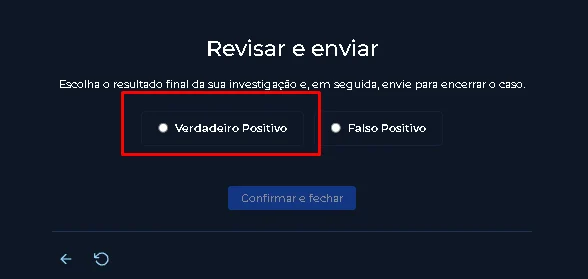 Revisar e enviar
Escolha o resultado final da sua investigação e, em seguida, envie para encerrar o caso.
Verdadeiro Positivo
Falso Positivo
Confirmar e fechar